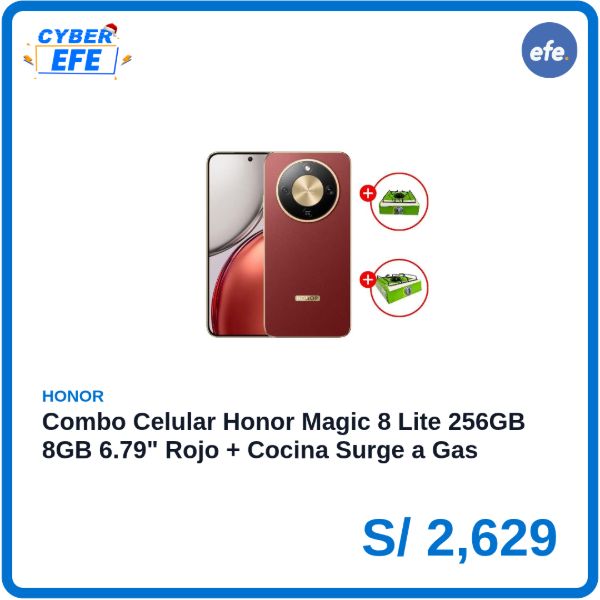 CYBER
EFE
efe.
HONOR
HONOR
Combo Celular Honor Magic 8 Lite 256GB
8GB 6.79" Rojo + Cocina Surge a Gas
S/ 2,629